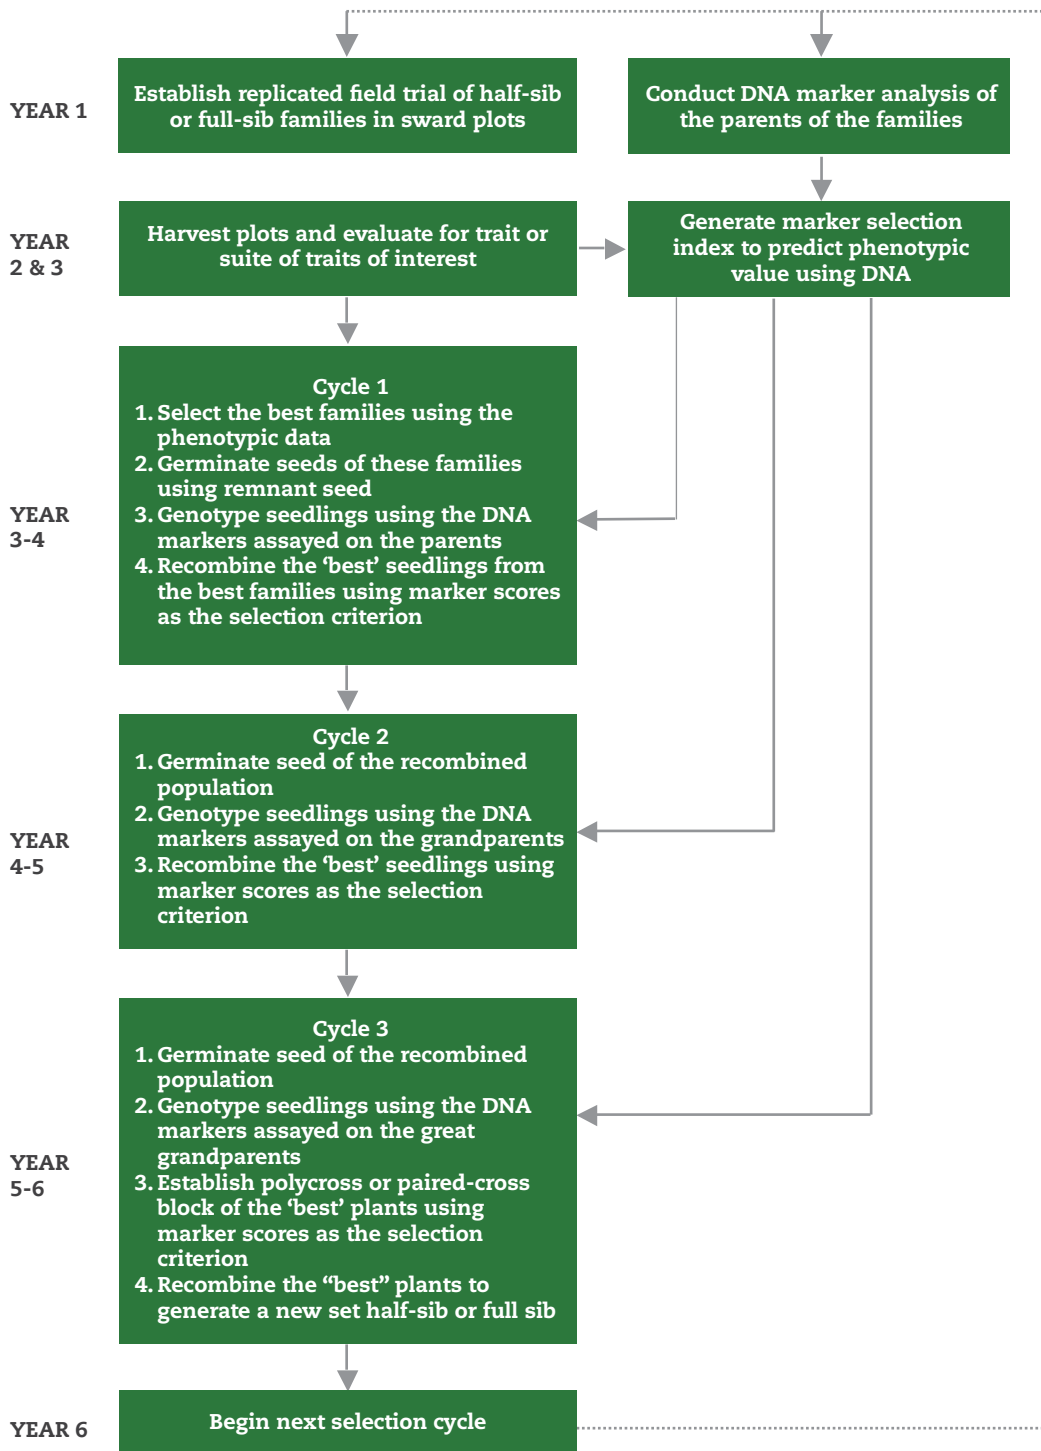 YEAR 1
Establish replicated field trial of half-sib
or full-sib families in sward plots
Conduct DNA marker analysis of
the parents of the families
YEAR
2 & 3
Harvest plots and evaluate for trait or
suite of traits of interest
Generate marker selection
index to predict phenotypic
value using DNA
YEAR
3-4
Cycle 1
1. Select the best families using the
phenotypic data
2. Germinate seeds of these families
using remnant seed
3. Genotype seedlings using the DNA
markers assayed on the parents
4. Recombine the ‘best’ seedlings from
the best families using marker scores
as the selection criterion
YEAR
4-5
Cycle 2
1. Germinate seed of the recombined
population
2. Genotype seedlings using the DNA
markers assayed on the grandparents
3. Recombine the ‘best’ seedlings using
marker scores as the selection
criterion
YEAR
5-6
Cycle 3
1. Germinate seed of the recombined
population
2. Genotype seedlings using the DNA
markers assayed on the great
grandparents
3. Establish polycross or paired-cross
block of the ‘best’ plants using
marker scores as the selection
criterion
4. Recombine the “best” plants to
generate a new set half-sib or full sib
YEAR 6
Begin next selection cycle